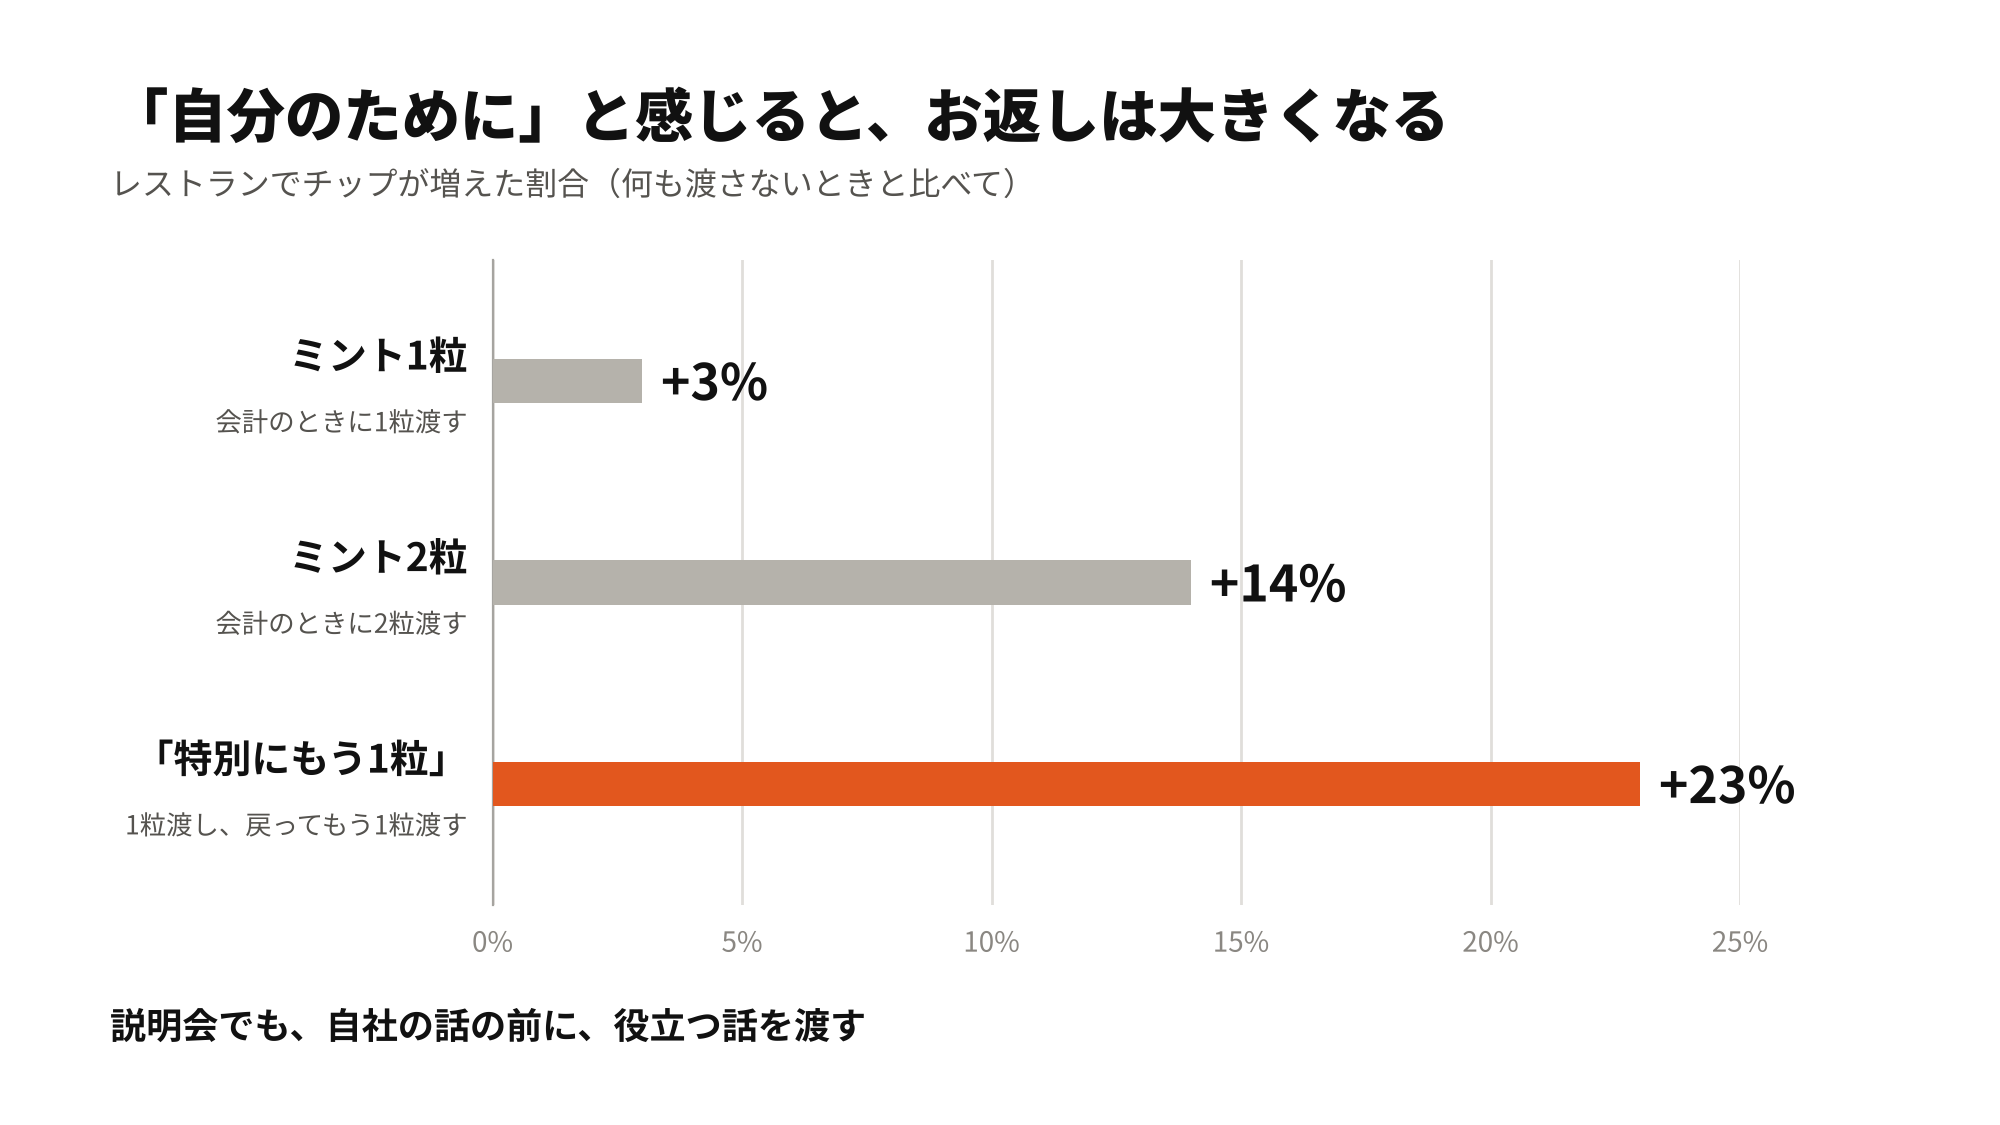 「自分のために」と感じると、お返しは大きくなる
レストランでチップが増えた割合（何も渡さないときと比べて）
ミント1粒
会計のときに1粒渡す
+3%
ミント2粒
会計のときに2粒渡す
+14%
「特別にもう1粒」
1粒渡し、戻ってもう1粒渡す
+23%
0% 5% 10% 15% 20% 25%
説明会でも、自社の話の前に、役立つ話を渡す